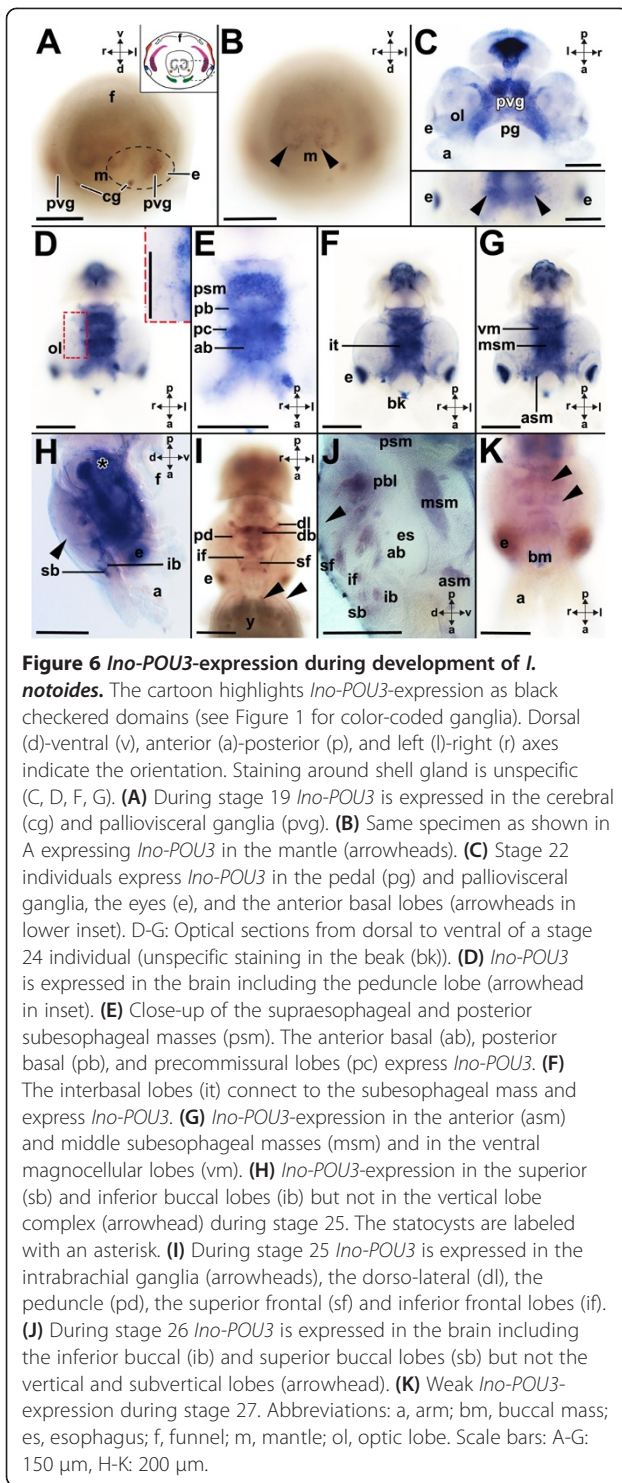 A
v
r l
d
f
f
m
e
pvg
cg
pvg
B
v
r l
d
m
C
p
l r
a
pvg
ol
e
pg
a
e
e
D
ol
p
r l
a
E
psm
pb
pc
ab
F
it
e
bk
p
r l
a
G
vm
msm
asm
p
r l
a
H
*
p
d v
a
f
e
sb
ib
a
I
p
r l
a
dl
db
pd
if
sf
e
y
J
psm
pbl
msm
es
ab
sf
if
asm
ib
sb
p
d v
a
K
e
bm
a
p
r l
a
Figure 6 Ino-POU3-expression during development of I.
notoides. The cartoon highlights Ino-POU3-expression as black
checkered domains (see Figure 1 for color-coded ganglia). Dorsal
(d)-ventral (v), anterior (a)-posterior (p), and left (l)-right (r) axes
indicate the orientation. Staining around shell gland is unspecific
(C, D, F, G). (A) During stage 19 Ino-POU3 is expressed in the cerebral
(cg) and palliovisceral ganglia (pvg). (B) Same specimen as shown in
A expressing Ino-POU3 in the mantle (arrowheads). (C) Stage 22
individuals express Ino-POU3 in the pedal (pg) and palliovisceral
ganglia, the eyes (e), and the anterior basal lobes (arrowheads in
lower inset). D-G: Optical sections from dorsal to ventral of a stage
24 individual (unspecific staining in the beak (bk)). (D) Ino-POU3
is expressed in the brain including the peduncle lobe (arrowhead
in inset). (E) Close-up of the supraesophageal and posterior
subesophageal masses (psm). The anterior basal (ab), posterior
basal (pb), and precommissural lobes (pc) express Ino-POU3. (F)
The interbasal lobes (it) connect to the subesophageal mass and
express Ino-POU3. (G) Ino-POU3-expression in the anterior (asm)
and middle subesophageal masses (msm) and in the ventral
magnocellular lobes (vm). (H) Ino-POU3-expression in the superior
(sb) and inferior buccal lobes (ib) but not in the vertical lobe
complex (arrowhead) during stage 25. The statocysts are labeled
with an asterisk. (I) During stage 25 Ino-POU3 is expressed in the
intrabrachial ganglia (arrowheads), the dorso-lateral (dl), the
peduncle (pd), the superior frontal (sf) and inferior frontal lobes (if).
(J) During stage 26 Ino-POU3 is expressed in the brain including
the inferior buccal (ib) and superior buccal lobes (sb) but not the
vertical and subvertical lobes (arrowhead). (K) Weak Ino-POU3-
expression during stage 27. Abbreviations: a, arm; bm, buccal mass;
es, esophagus; f, funnel; m, mantle; ol, optic lobe. Scale bars: A-G:
150 µm, H-K: 200 µm.